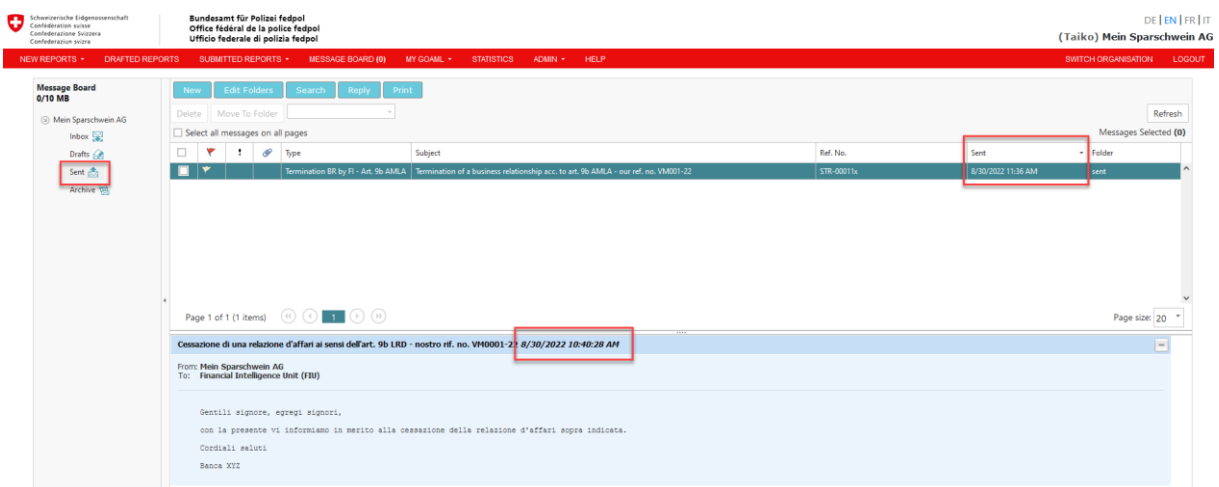 Schweizerische Eidgenossenschaft
Confédération suisse
Confederazione Svizzera
Confederaziun svizra
Bundesamt für Polizei fedpol
Office fédéral de la police fedpol
Ufficio federale di polizia fedpol
DE | EN | FR | IT
(Taiko) Mein Sparschwein AG
NEW REPORTS DRAFTED REPORTS SUBMITTED REPORTS MESSAGE BOARD (0) MY GOAML STATISTICS ADMIN HELP SWITCH ORGANISATION LOGOUT
Message Board
0/10 MB
Mein Sparschwein AG
Inbox
Drafts
Sent
Archive
New Edit Folders Search Reply Print
Delete Move To Folder Refresh
Select all messages on all pages Messages Selected (0)
! Type Subject Ref. No. Sent Folder
Termination BR by FI - Art. 9b AMLA Termination of a business relationship acc. to art. 9b AMLA - our ref. no. VM001-22 STR-00011x 8/30/2022 11:36 AM sent
Page 1 of 1 (1 items) 1 Page size: 20
Cessazione di una relazione d'affari ai sensi dell'art. 9b LRD - nostro rif. no. VM0001-22 8/30/2022 10:40:28 AM
From: Mein Sparschwein AG
To: Financial Intelligence Unit (FIU)
Gentili signore, egregi signori,
con la presente vi informiamo in merito alla cessazione della relazione d'affari sopra indicata.
Cordiali saluti
Banca XYZ